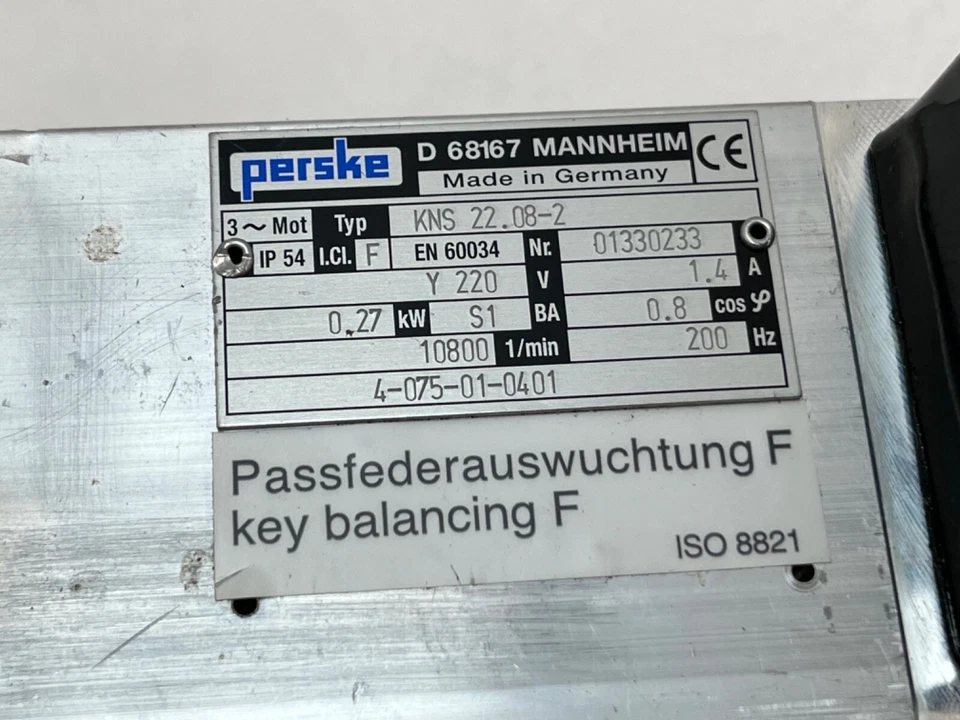 perske D 68167 MANNHEIM CE
Made in Germany
3~ Mot Typ KNS 22.08-2
IP 54 I.Cl. F EN 60034 Nr. 01330233
Y 220 V 1.4 A
0,27 kW S1 BA 0.8 cos φ
10800 1/min 200 Hz
4-075-01-0401
Passfederauswuchtung F
key balancing F
ISO 8821